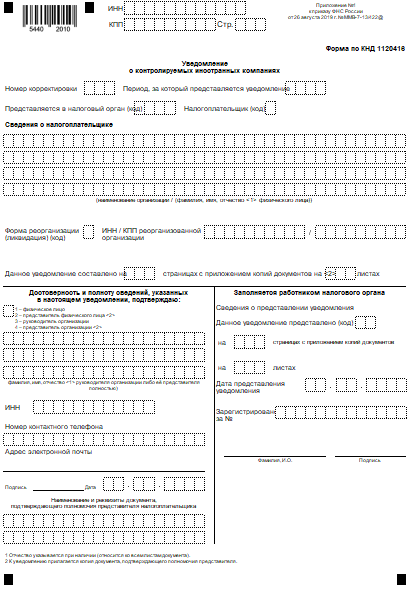 ИНН
Приложение №1
КПП
Стр.
к приказу ФНС России
от 26 августа 2019 г. №ММВ-7-13/422@
5440 2010
Форма по КНД 1120416
Уведомление
о контролируемых иностранных компаниях
Номер корректировки Период, за который представляется уведомление
Представляется в налоговый орган (код) Налогоплательщик (код)
Сведения о налогоплательщике
(наименование организации / (фамилия, имя, отчество <1> физического лица))
Форма реорганизации
(ликвидация) (код)
ИНН / КПП реорганизованной
организации
/
Данное уведомление составлено на страницах с приложением копий документов на <2> листах
Достоверность и полноту сведений, указанных
в настоящем уведомлении, подтверждаю:
1 – физическое лицо
2 – представитель физического лица <2>
3 – руководитель организации
4 – представитель организации <2>
фамилия, имя, отчество <1> руководителя организации либо её представителя
полностью)
ИНН
Номер контактного телефона
Адрес электронной почты
Подпись Дата . .
Наименование и реквизиты документа,
подтверждающего полномочия представителя налогоплательщика
Заполняется работником налогового органа
Сведения о представлении уведомления
Данное уведомление представлено (код)
на страницах с приложением копий документов
на листах
Дата представления
уведомления
. .
Зарегистрирован
за №
Фамилия, И.О. Подпись
1 Отчество указывается при наличии (относится ко всем листам документа).
2 К уведомлению прилагается копия документа, подтверждающего полномочия представителя.